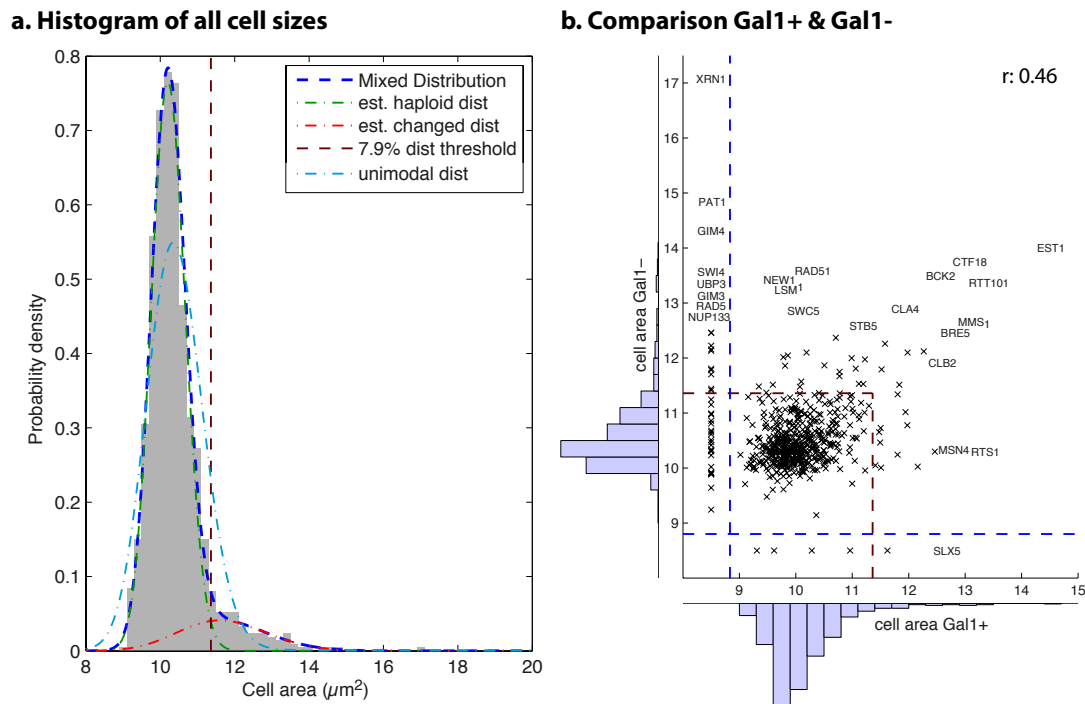 a. Histogram of all cell sizes
0.8
0.7
0.6
0.5
0.4
0.3
0.2
0.1
0
Probability density
8 10 12 14 16 18 20
Cell area (μm²)
Mixed Distribution
est. haploid dist
est. changed dist
7.9% dist threshold
unimodal dist
b. Comparison Gal1+ & Gal1-
r: 0.46
cell area Gal1−
17
16
15
14
13
12
11
10
9
XRN1
PAT1
GIM4
EST1
CTF18
SWI4
RAD51
BCK2
NEW1
UBP3
RTT101
LSM1
GIM3
RAD5
SWC5
CLA4
NUP133
STB5
MMS1
BRE5
CLB2
MSN4
RTS1
SLX5
9 10 11 12 13 14 15
cell area Gal1+